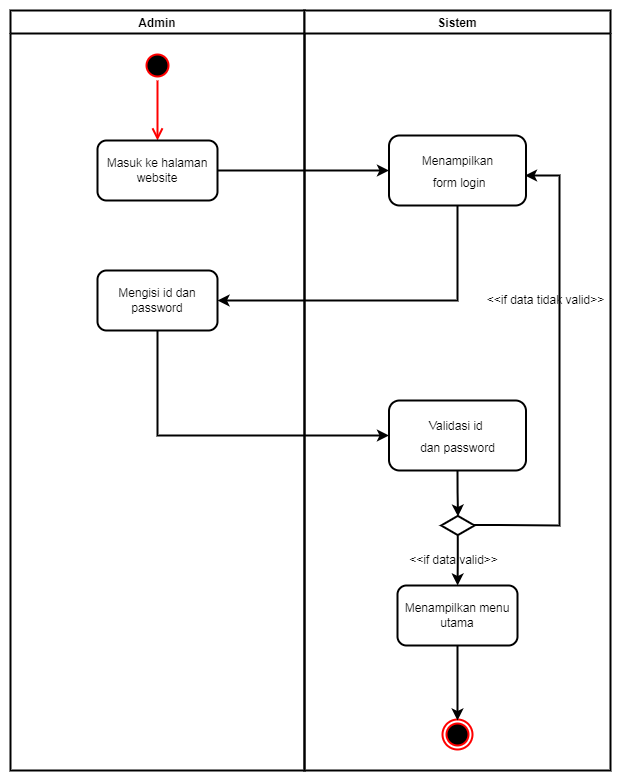 Admin
Sistem
Masuk ke halaman
website
Menampilkan
form login
Mengisi id dan
password
<<if data tidak valid>>
Validasi id
dan password
<<if data valid>>
Menampilkan menu
utama